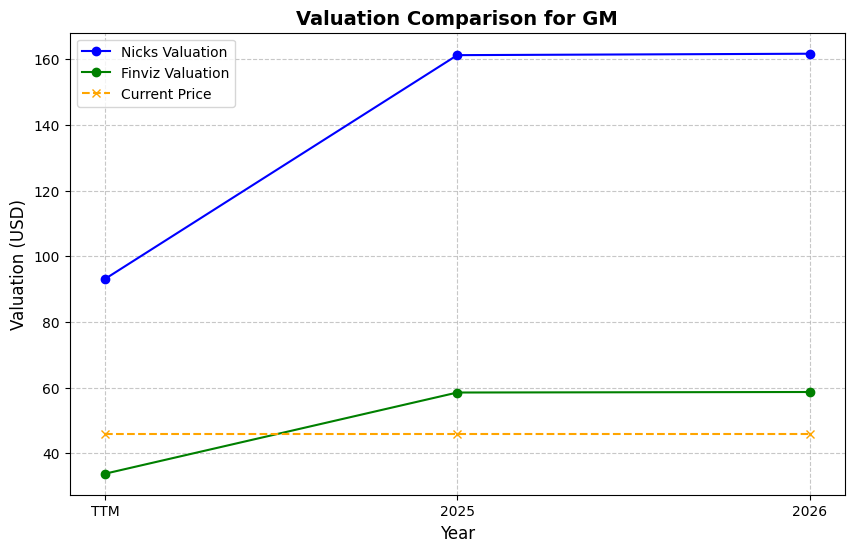 Valuation Comparison for GM
Nicks Valuation
Finviz Valuation
Current Price
Valuation (USD)
160
140
120
100
80
60
40
TTM
2025
2026
Year